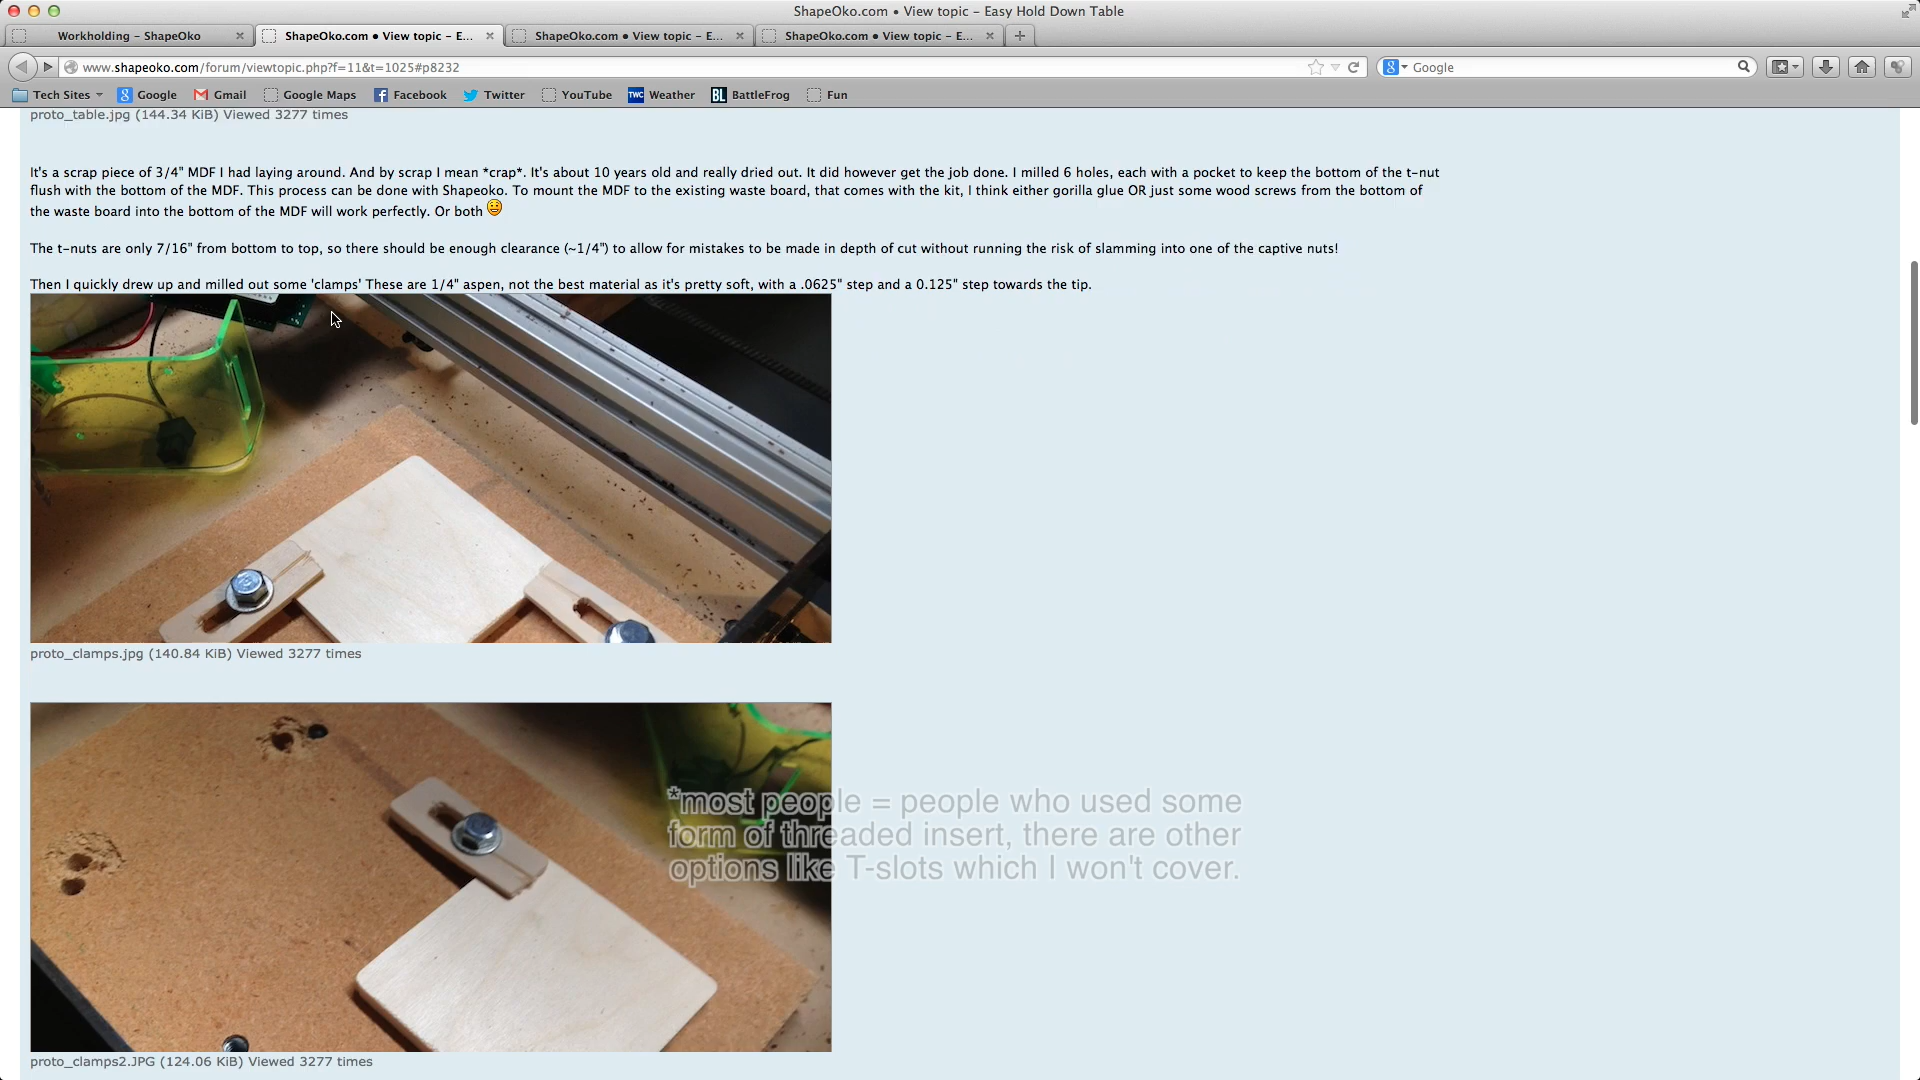 ShapeOko.com • View topic - Easy Hold Down Table
Workholding - ShapeOko
ShapeOko.com • View topic - E...
ShapeOko.com • View topic - E...
ShapeOko.com • View topic - E...
www.shapeoko.com/forum/viewtopic.php?f=11&t=1025#p8232
Google
Tech Sites
Google
Gmail
Google Maps
Facebook
Twitter
YouTube
TWC Weather
BL BattleFrog
Fun
proto_table.jpg (144.34 KiB) Viewed 3277 times
It's a scrap piece of 3/4" MDF I had laying around. And by scrap I mean *crap*. It's about 10 years old and really dried out. It did however get the job done. I milled 6 holes, each with a pocket to keep the bottom of the t-nut
flush with the bottom of the MDF. This process can be done with Shapeoko. To mount the MDF to the existing waste board, that comes with the kit, I think either gorilla glue OR just some wood screws from the bottom of
the waste board into the bottom of the MDF will work perfectly. Or both
The t-nuts are only 7/16" from bottom to top, so there should be enough clearance (~1/4") to allow for mistakes to be made in depth of cut without running the risk of slamming into one of the captive nuts!
Then I quickly drew up and milled out some 'clamps' These are 1/4" aspen, not the best material as it's pretty soft, with a .0625" step and a 0.125" step towards the tip.
proto_clamps.jpg (140.84 KiB) Viewed 3277 times
*most people = people who used some
form of threaded insert, there are other
options like T-slots which I won't cover.
proto_clamps2.JPG (124.06 KiB) Viewed 3277 times